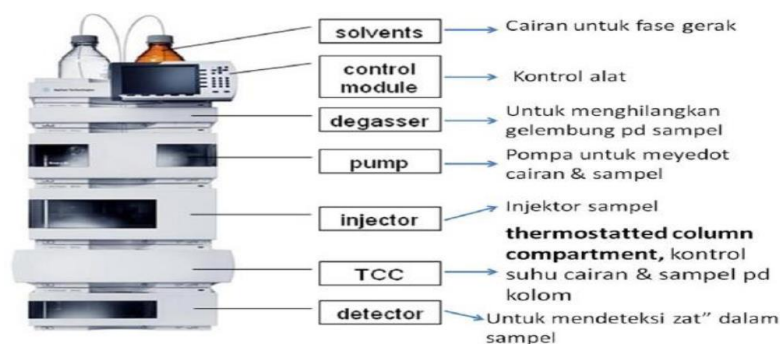 solvents
Cairan untuk fase gerak
control
module
Kontrol alat
degasser
Untuk menghilangkan
gelembung pd sampel
pump
Pompa untuk meyedot
cairan & sampel
injector
Injektor sampel
TCC
thermostatted column
compartment, kontrol
suhu cairan & sampel pd
kolom
detector
Untuk mendeteksi zat” dalam
sampel
Agilent Technologies